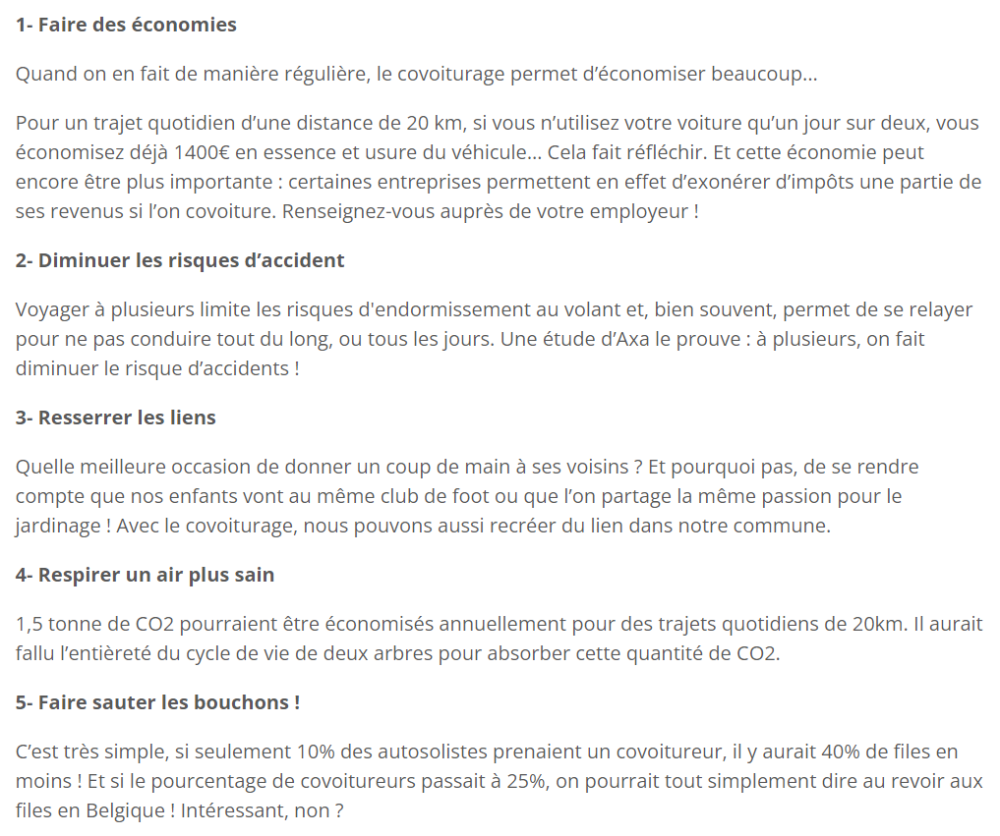 1- Faire des économies
Quand on en fait de manière régulière, le covoiturage permet d’économiser beaucoup...
Pour un trajet quotidien d’une distance de 20 km, si vous n’utilisez votre voiture qu’un jour sur deux, vous
économisez déjà 1400€ en essence et usure du véhicule... Cela fait réfléchir. Et cette économie peut
encore être plus importante : certaines entreprises permettent en effet d’exonérer d’impôts une partie de
ses revenus si l’on covoiture. Renseignez-vous auprès de votre employeur !
2- Diminuer les risques d’accident
Voyager à plusieurs limite les risques d'endormissement au volant et, bien souvent, permet de se relayer
pour ne pas conduire tout du long, ou tous les jours. Une étude d’Axa le prouve : à plusieurs, on fait
diminuer le risque d’accidents !
3- Resserrer les liens
Quelle meilleure occasion de donner un coup de main à ses voisins ? Et pourquoi pas, de se rendre
compte que nos enfants vont au même club de foot ou que l’on partage la même passion pour le
jardinage ! Avec le covoiturage, nous pouvons aussi recréer du lien dans notre commune.
4- Respirer un air plus sain
1,5 tonne de CO2 pourraient être économisés annuellement pour des trajets quotidiens de 20km. Il aurait
fallu l’entièreté du cycle de vie de deux arbres pour absorber cette quantité de CO2.
5- Faire sauter les bouchons !
C’est très simple, si seulement 10% des autosolistes prenaient un covoitureur, il y aurait 40% de files en
moins ! Et si le pourcentage de covoitureurs passait à 25%, on pourrait tout simplement dire au revoir aux
files en Belgique ! Intéressant, non ?